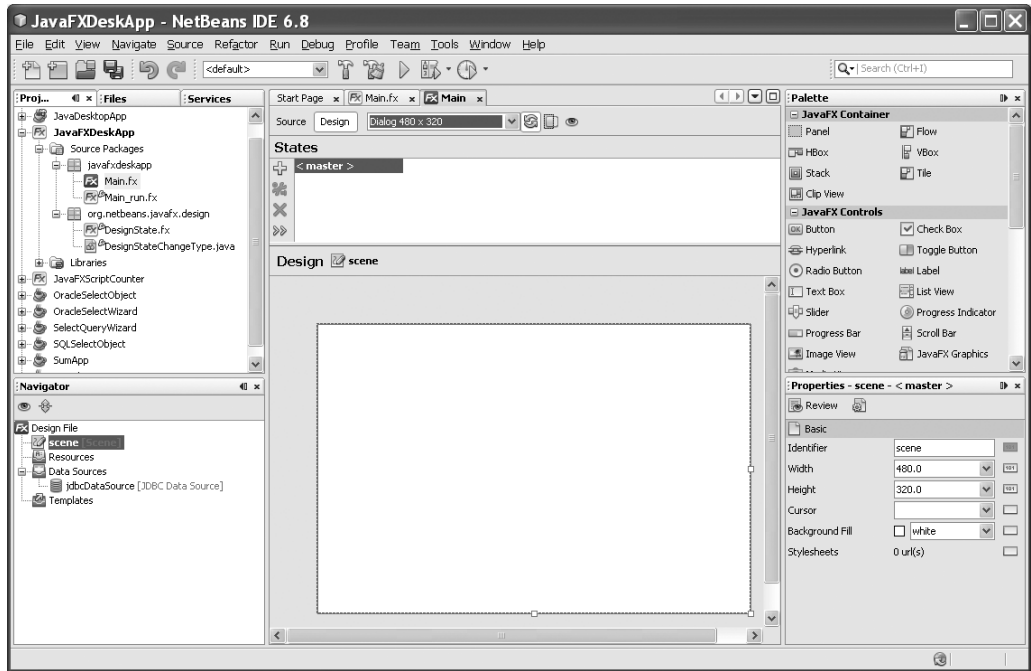 JavaFXDeskApp - NetBeans IDE 6.8
File Edit View Navigate Source Refactor Run Debug Profile Team Tools Window Help
<default>
Search (Ctrl+I)
Proj... Files Services
JavaDesktopApp
JavaFXDeskApp
Source Packages
javafxdeskapp
Main.fx
Main_run.fx
org.netbeans.javafx.design
DesignState.fx
DesignStateChangeType.java
Libraries
JavaFXScriptCounter
OracleSelectObject
OracleSelectWizard
SelectQueryWizard
SQLSelectObject
SumApp
Navigator
Design File
scene [Scene]
Resources
Data Sources
jdbcDataSource [JDBC Data Source]
Templates
Start Page Main.fx Main
Source Design Dialog 480 x 320
States
< master >
Design scene
Palette
JavaFX Container
Panel Flow
HBox VBox
Stack Tile
Clip View
JavaFX Controls
Button Check Box
Hyperlink Toggle Button
Radio Button Label
Text Box List View
Slider Progress Indicator
Progress Bar Scroll Bar
Image View JavaFX Graphics
Properties - scene - < master >
Review
Basic
Identifier scene
Width 480.0
Height 320.0
Cursor
Background Fill white
Stylesheets 0 url(s)